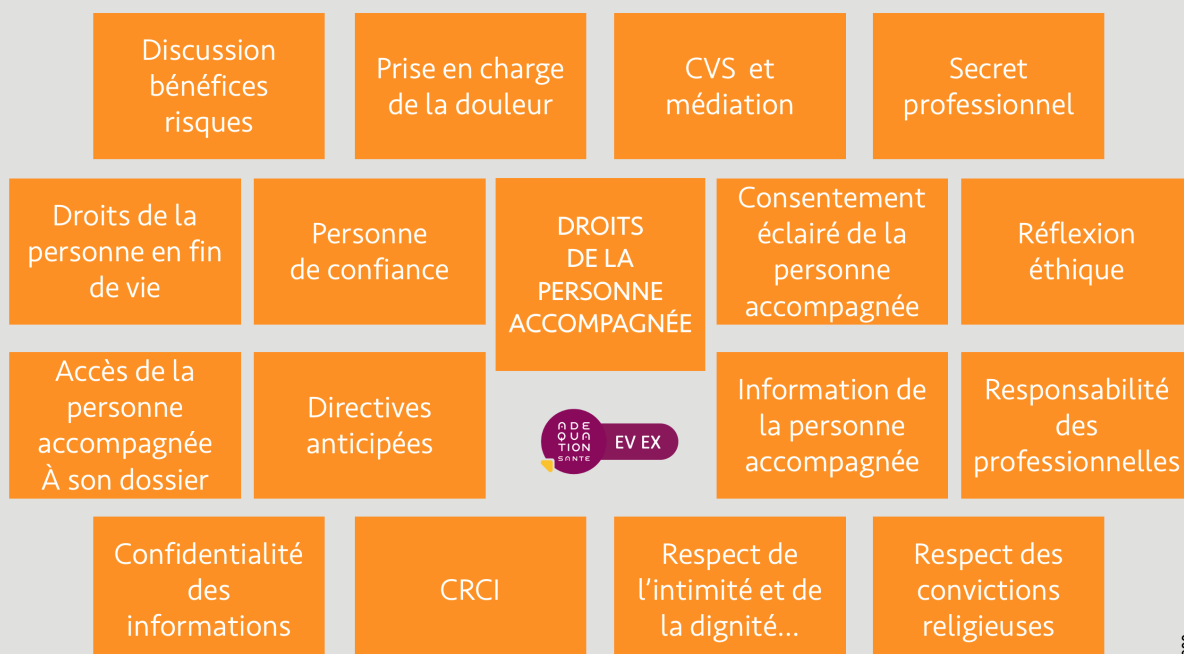 Discussion
bénéfices
risques
Prise en charge
de la douleur
CVS et
médiation
Secret
professionnel
Droits de la
personne en fin
de vie
Personne
de confiance
DROITS
DE LA
PERSONNE
ACCOMPAGNÉE
Consentement
éclairé de la
personne
accompagnée
Réflexion
éthique
Accès de la
personne
accompagnée
À son dossier
Directives
anticipées
ADE
QUA
TION
SANTE
EV EX
Information de
la personne
accompagnée
Responsabilité
des
professionnelles
Confidentialité
des
informations
CRCI
Respect de
l'intimité et de
la dignité...
Respect des
convictions
religieuses